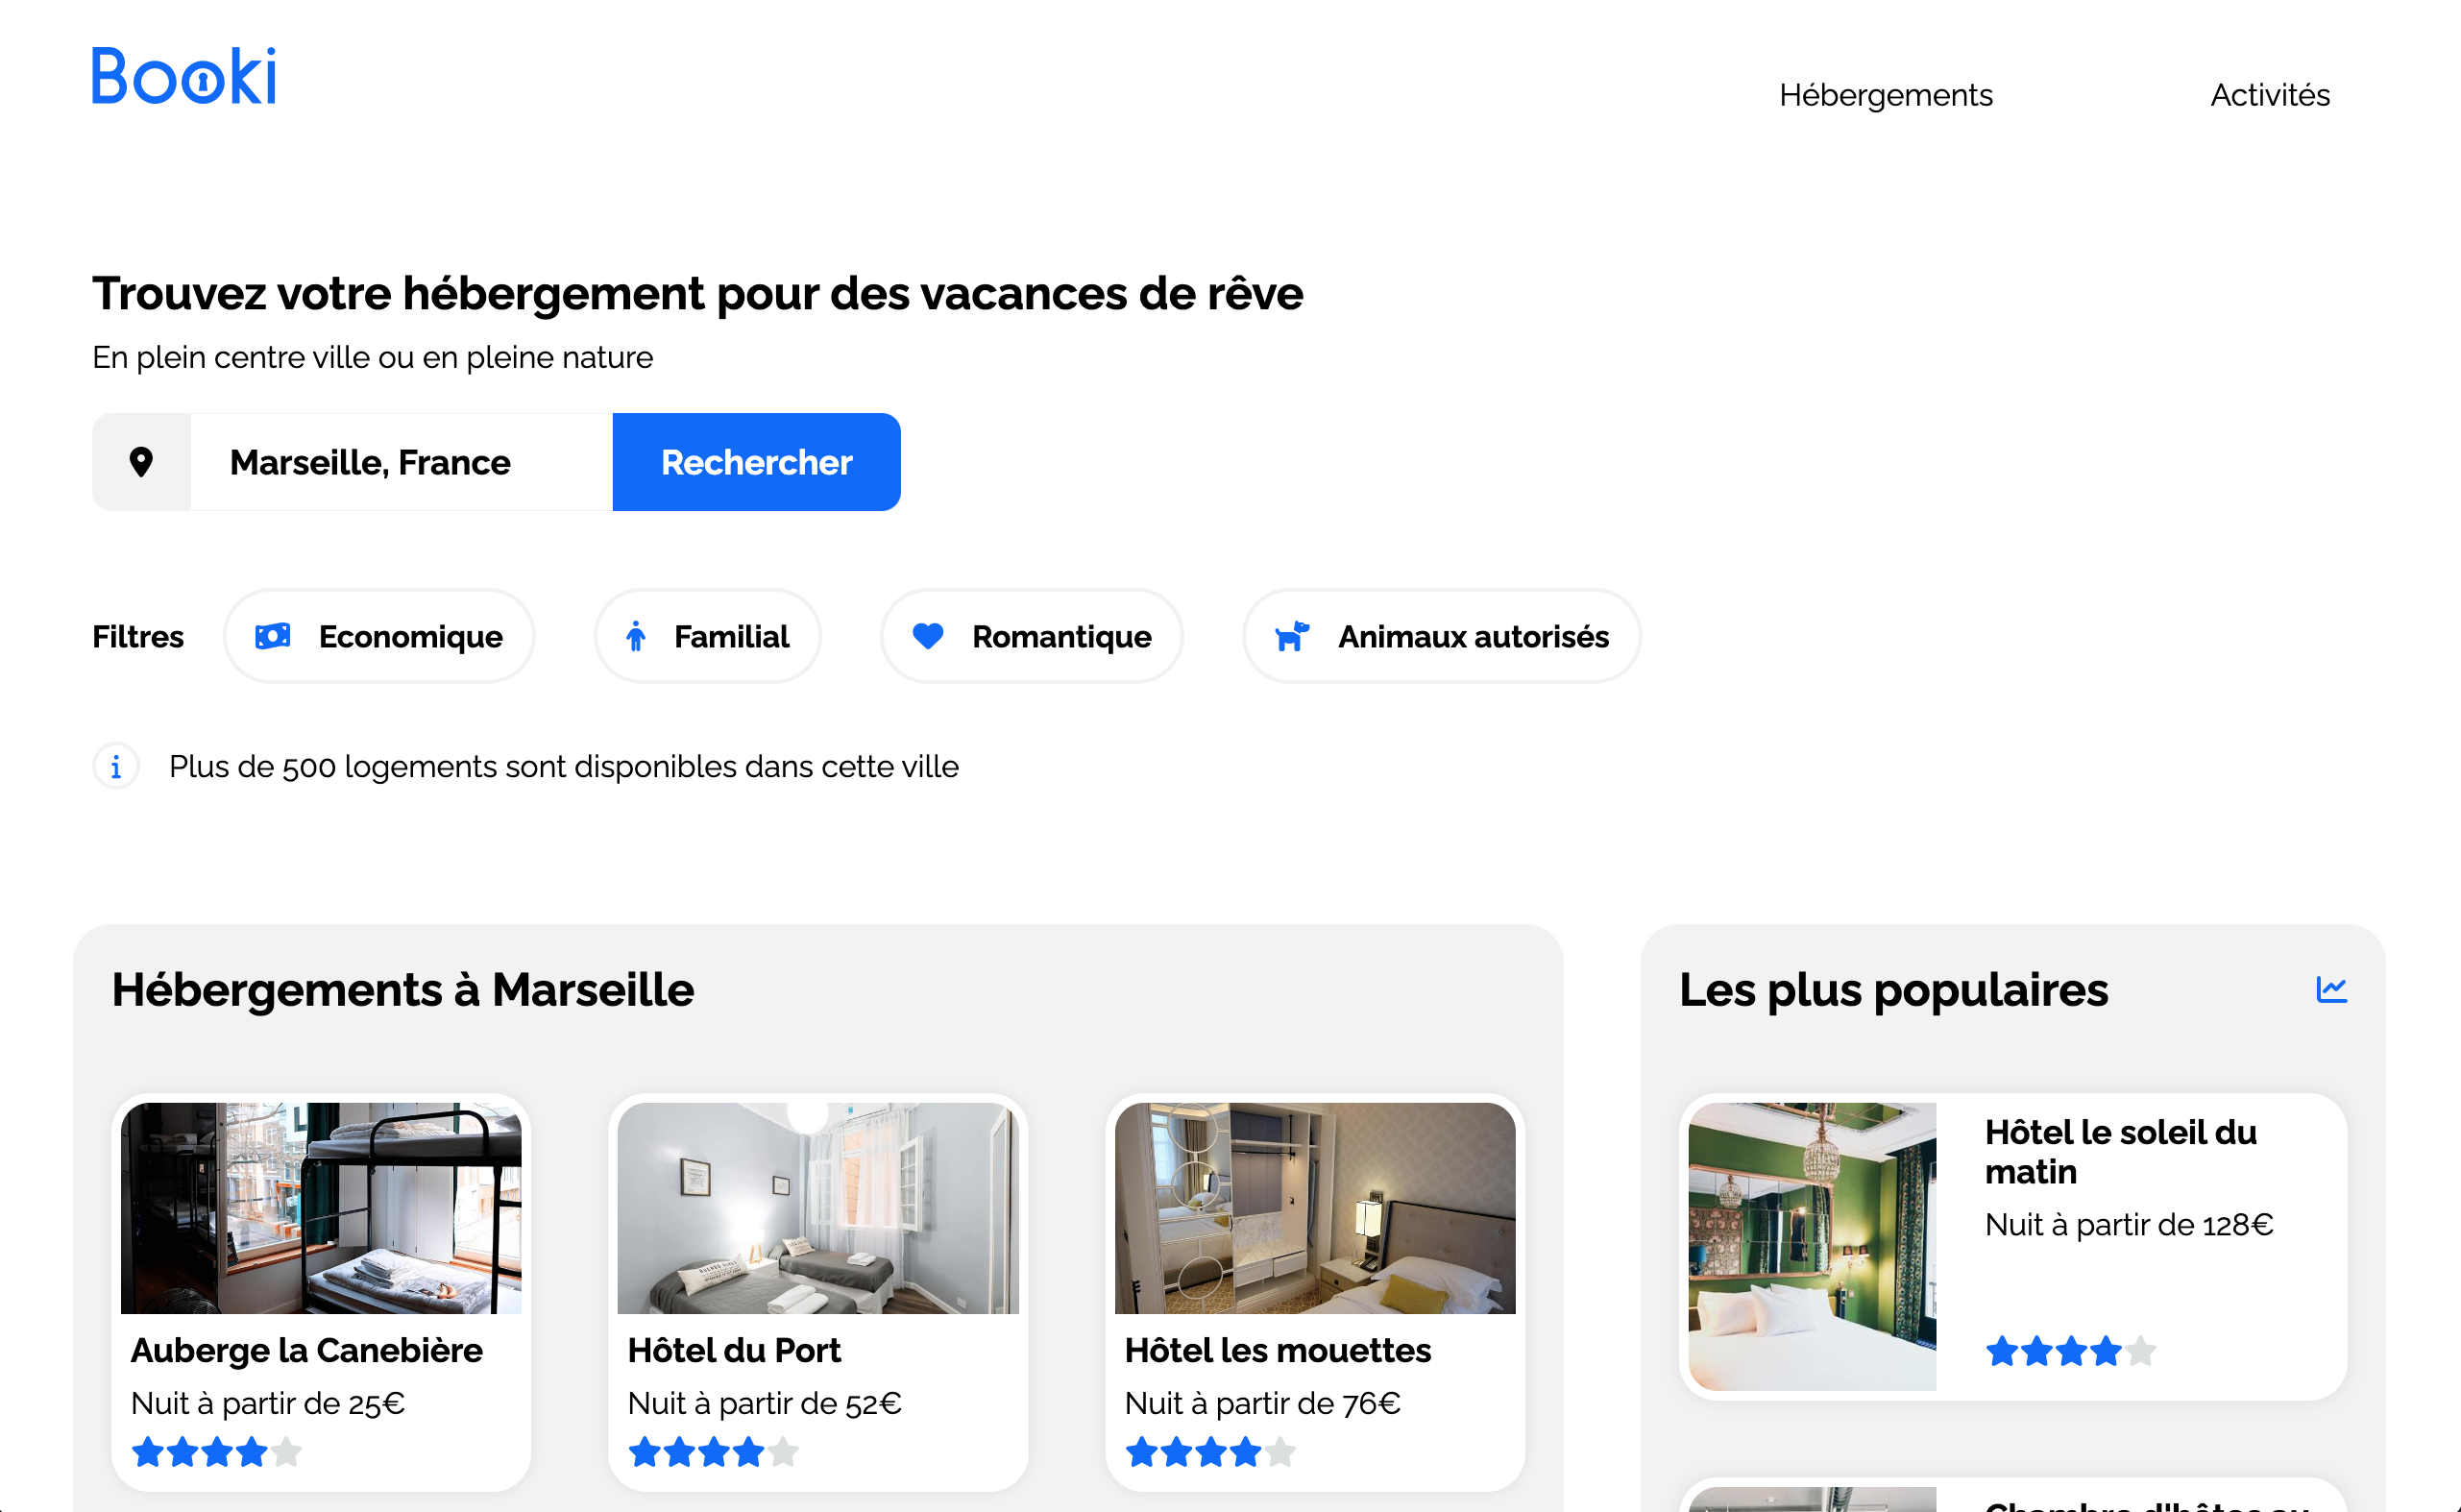 Booki
Hébergements
Activités
Trouvez votre hébergement pour des vacances de rêve
En plein centre ville ou en pleine nature
Marseille, France
Rechercher
Filtres
Economique
Familial
Romantique
Animaux autorisés
Plus de 500 logements sont disponibles dans cette ville
Hébergements à Marseille
Auberge la Canebière
Nuit à partir de 25€
Hôtel du Port
Nuit à partir de 52€
Hôtel les mouettes
Nuit à partir de 76€
Les plus populaires
Hôtel le soleil du
matin
Nuit à partir de 128€
Chambre d'hôtes au